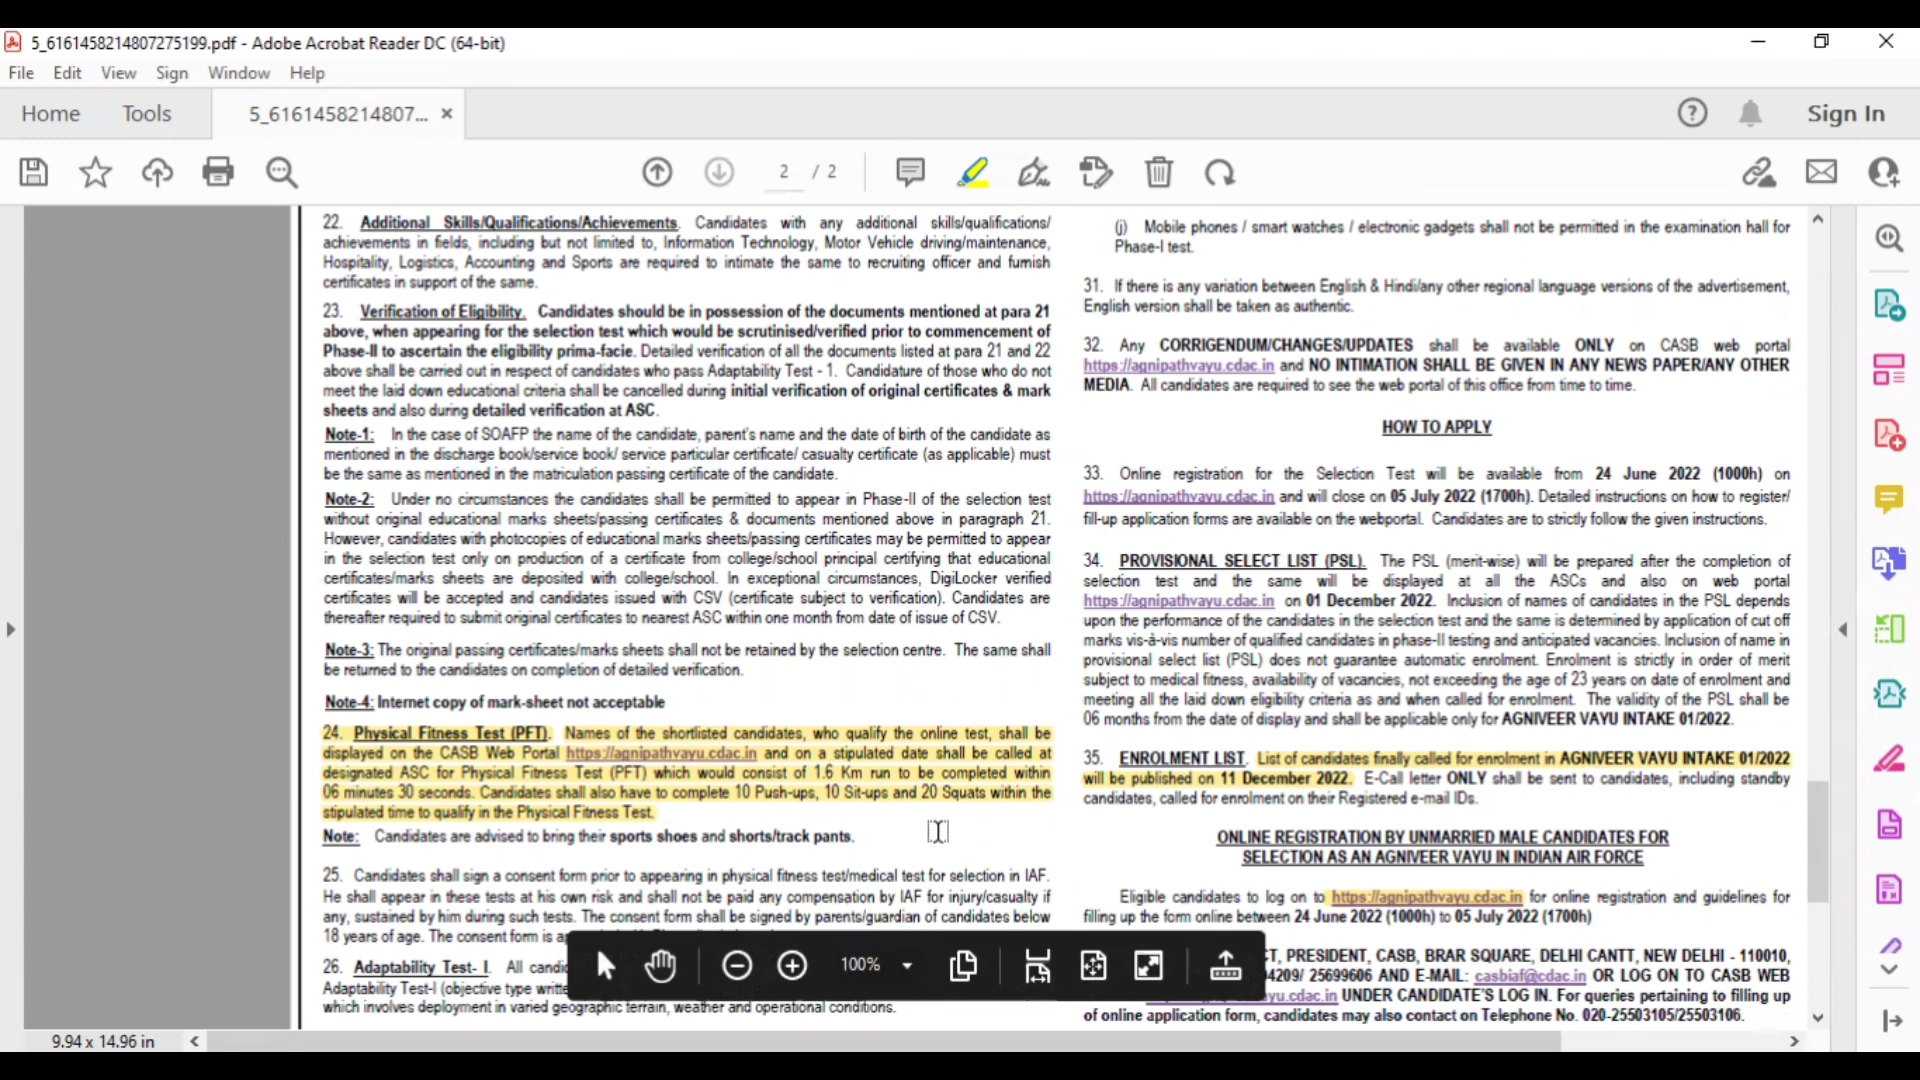 5_6161458214807275199.pdf - Adobe Acrobat Reader DC (64-bit)
File Edit View Sign Window Help
Home Tools 5_6161458214807... × Sign In
2 / 2
22. Additional Skills/Qualifications/Achievements. Candidates with any additional skills/qualifications/
achievements in fields, including but not limited to, Information Technology, Motor Vehicle driving/maintenance,
Hospitality, Logistics, Accounting and Sports are required to intimate the same to recruiting officer and furnish
certificates in support of the same.
23. Verification of Eligibility. Candidates should be in possession of the documents mentioned at para 21
above, when appearing for the selection test which would be scrutinised/verified prior to commencement of
Phase-II to ascertain the eligibility prima-facie. Detailed verification of all the documents listed at para 21 and 22
above shall be carried out in respect of candidates who pass Adaptability Test - 1. Candidature of those who do not
meet the laid down educational criteria shall be cancelled during initial verification of original certificates & mark
sheets and also during detailed verification at ASC.
Note-1: In the case of SOAFP the name of the candidate, parent's name and the date of birth of the candidate as
mentioned in the discharge book/service book/ service particular certificate/ casualty certificate (as applicable) must
be the same as mentioned in the matriculation passing certificate of the candidate.
Note-2: Under no circumstances the candidates shall be permitted to appear in Phase-II of the selection test
without original educational marks sheets/passing certificates & documents mentioned above in paragraph 21.
However, candidates with photocopies of educational marks sheets/passing certificates may be permitted to appear
in the selection test only on production of a certificate from college/school principal certifying that educational
certificates/marks sheets are deposited with college/school. In exceptional circumstances, DigiLocker verified
certificates will be accepted and candidates issued with CSV (certificate subject to verification). Candidates are
thereafter required to submit original certificates to nearest ASC within one month from date of issue of CSV.
Note-3: The original passing certificates/marks sheets shall not be retained by the selection centre. The same shall
be returned to the candidates on completion of detailed verification.
Note-4: Internet copy of mark-sheet not acceptable
24. Physical Fitness Test (PFT). Names of the shortlisted candidates, who qualify the online test, shall be
displayed on the CASB Web Portal https://agnipathvayu.cdac.in and on a stipulated date shall be called at
designated ASC for Physical Fitness Test (PFT) which would consist of 1.6 Km run to be completed within
06 minutes 30 seconds. Candidates shall also have to complete 10 Push-ups, 10 Sit-ups and 20 Squats within the
stipulated time to qualify in the Physical Fitness Test.
Note: Candidates are advised to bring their sports shoes and shorts/track pants.
25. Candidates shall sign a consent form prior to appearing in physical fitness test/medical test for selection in IAF.
He shall appear in these tests at his own risk and shall not be paid any compensation by IAF for injury/casualty if
any, sustained by him during such tests. The consent form shall be signed by parents/guardian of candidates below
18 years of age. The consent form is
26. Adaptability Test- I. All
Adaptability Test-I (objective type
which involves deployment in varied geographic terrain, weather and operational conditions.
(j) Mobile phones / smart watches / electronic gadgets shall not be permitted in the examination hall for
Phase-I test.
31. If there is any variation between English & Hindi/any other regional language versions of the advertisement,
English version shall be taken as authentic.
32. Any CORRIGENDUM/CHANGES/UPDATES shall be available ONLY on CASB web portal
https://agnipathvayu.cdac.in and NO INTIMATION SHALL BE GIVEN IN ANY NEWS PAPER/ANY OTHER
MEDIA. All candidates are required to see the web portal of this office from time to time.
HOW TO APPLY
33. Online registration for the Selection Test will be available from 24 June 2022 (1000h) on
https://agnipathvayu.cdac.in and will close on 05 July 2022 (1700h). Detailed instructions on how to register/
fill-up application forms are available on the webportal. Candidates are to strictly follow the given instructions.
34. PROVISIONAL SELECT LIST (PSL). The PSL (merit-wise) will be prepared after the completion of
selection test and the same will be displayed at all the ASCs and also on web portal
https://agnipathvayu.cdac.in on 01 December 2022. Inclusion of names of candidates in the PSL depends
upon the performance of the candidates in the selection test and the same is determined by application of cut off
marks vis-à-vis number of qualified candidates in phase-II testing and anticipated vacancies. Inclusion of name in
provisional select list (PSL) does not guarantee automatic enrolment. Enrolment is strictly in order of merit
subject to medical fitness, availability of vacancies, not exceeding the age of 23 years on date of enrolment and
meeting all the laid down eligibility criteria as and when called for enrolment. The validity of the PSL shall be
06 months from the date of display and shall be applicable only for AGNIVEER VAYU INTAKE 01/2022.
35. ENROLMENT LIST. List of candidates finally called for enrolment in AGNIVEER VAYU INTAKE 01/2022
will be published on 11 December 2022. E-Call letter ONLY shall be sent to candidates, including standby
candidates, called for enrolment on their Registered e-mail IDs.
ONLINE REGISTRATION BY UNMARRIED MALE CANDIDATES FOR
SELECTION AS AN AGNIVEER VAYU IN INDIAN AIR FORCE
Eligible candidates to log on to https://agnipathvayu.cdac.in for online registration and guidelines for
filling up the form online between 24 June 2022 (1000h) to 05 July 2022 (1700h)
PRESIDENT, CASB, BRAR SQUARE, DELHI CANTT, NEW DELHI - 110010,
25699606 AND E-MAIL: casbiaf@cdac.in OR LOG ON TO CASB WEB
UNDER CANDIDATE'S LOG IN. For queries pertaining to filling up
of online application form, candidates may also contact on Telephone No. 020-25503105/25503106.
100%
9.94 x 14.96 in